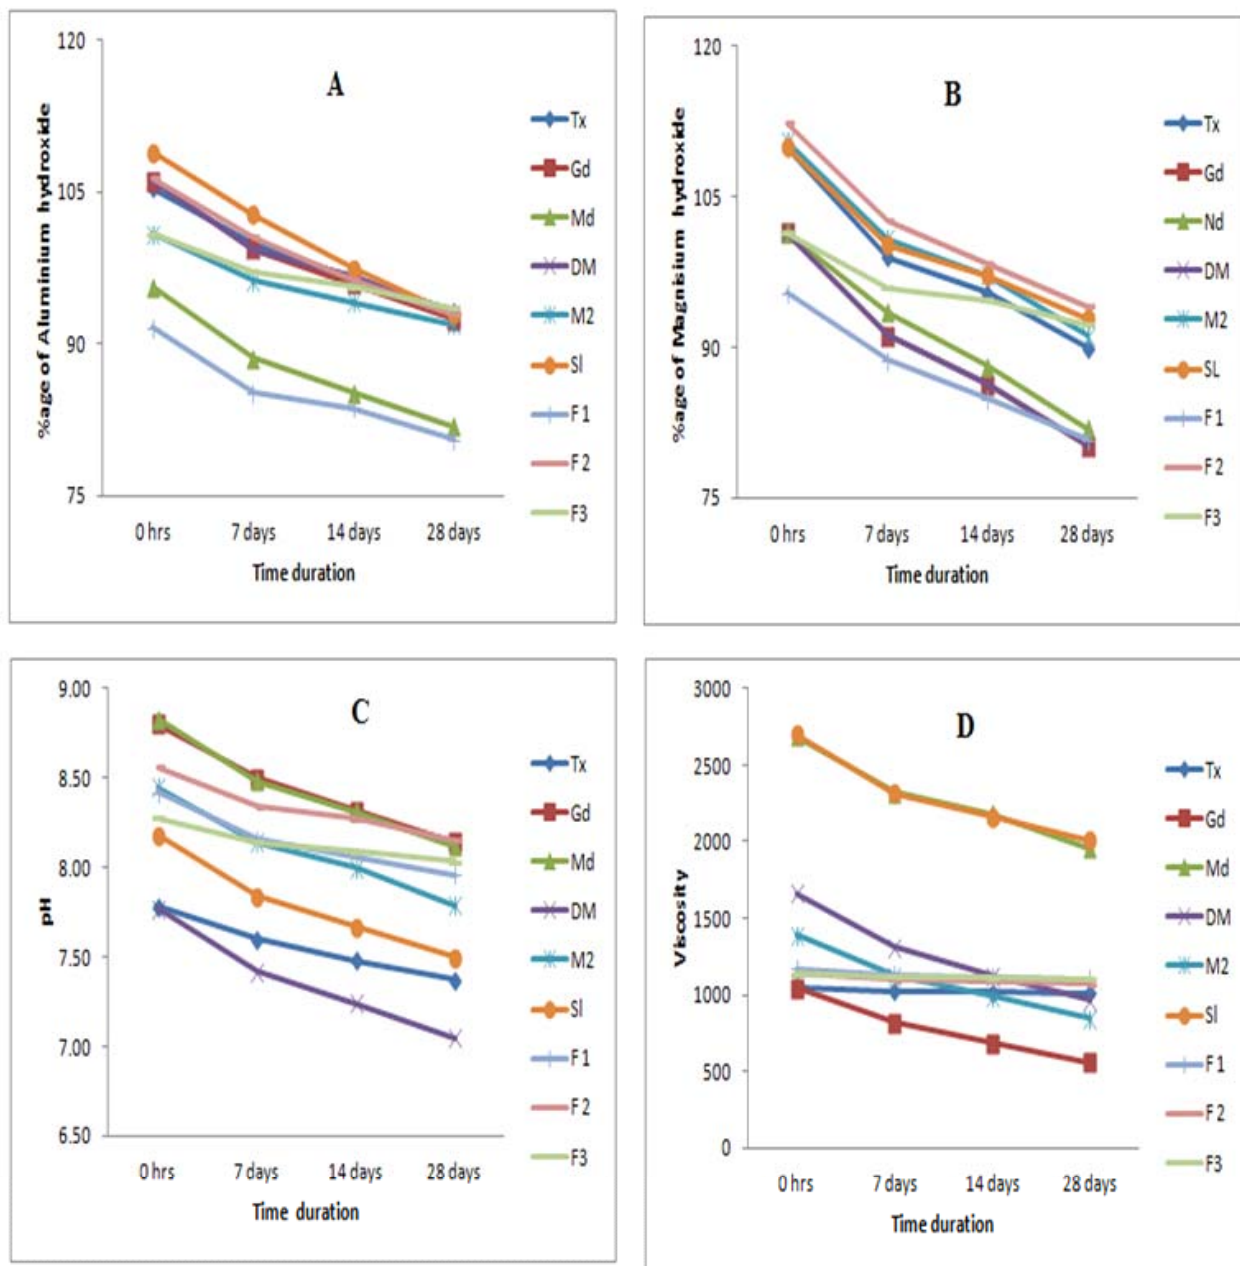 A
%age of Aluminium hydroxide
120
105
90
75
0 hrs 7 days 14 days 28 days
Time duration
Tx
Gd
Md
DM
M2
Sl
F1
F2
F3
B
%age of Magnisium hydroxide
120
105
90
75
0 hrs 7 days 14 days 28 days
Time duration
Tx
Gd
Nd
DM
M2
SL
F1
F2
F3
C
pH
9.00
8.50
8.00
7.50
7.00
6.50
0 hrs 7 days 14 days 28 days
Time duration
Tx
Gd
Md
DM
M2
Sl
F1
F2
F3
D
Viscosity
3000
2500
2000
1500
1000
500
0
0 hrs 7 days 14 days 28 days
Time duration
Tx
Gd
Md
DM
M2
Sl
F1
F2
F3